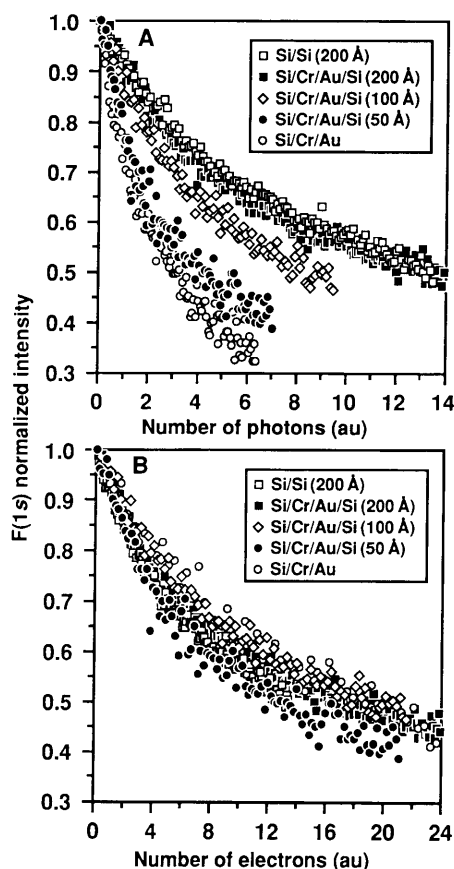 F(1s) normalized intensity
A
1.0
0.9
0.8
0.7
0.6
0.5
0.4
0.3
Si/Si (200 Å)
Si/Cr/Au/Si (200 Å)
Si/Cr/Au/Si (100 Å)
Si/Cr/Au/Si (50 Å)
Si/Cr/Au
0 2 4 6 8 10 12 14
Number of photons (au)
B
1.0
0.9
0.8
0.7
0.6
0.5
0.4
0.3
Si/Si (200 Å)
Si/Cr/Au/Si (200 Å)
Si/Cr/Au/Si (100 Å)
Si/Cr/Au/Si (50 Å)
Si/Cr/Au
0 4 8 12 16 20 24
Number of electrons (au)